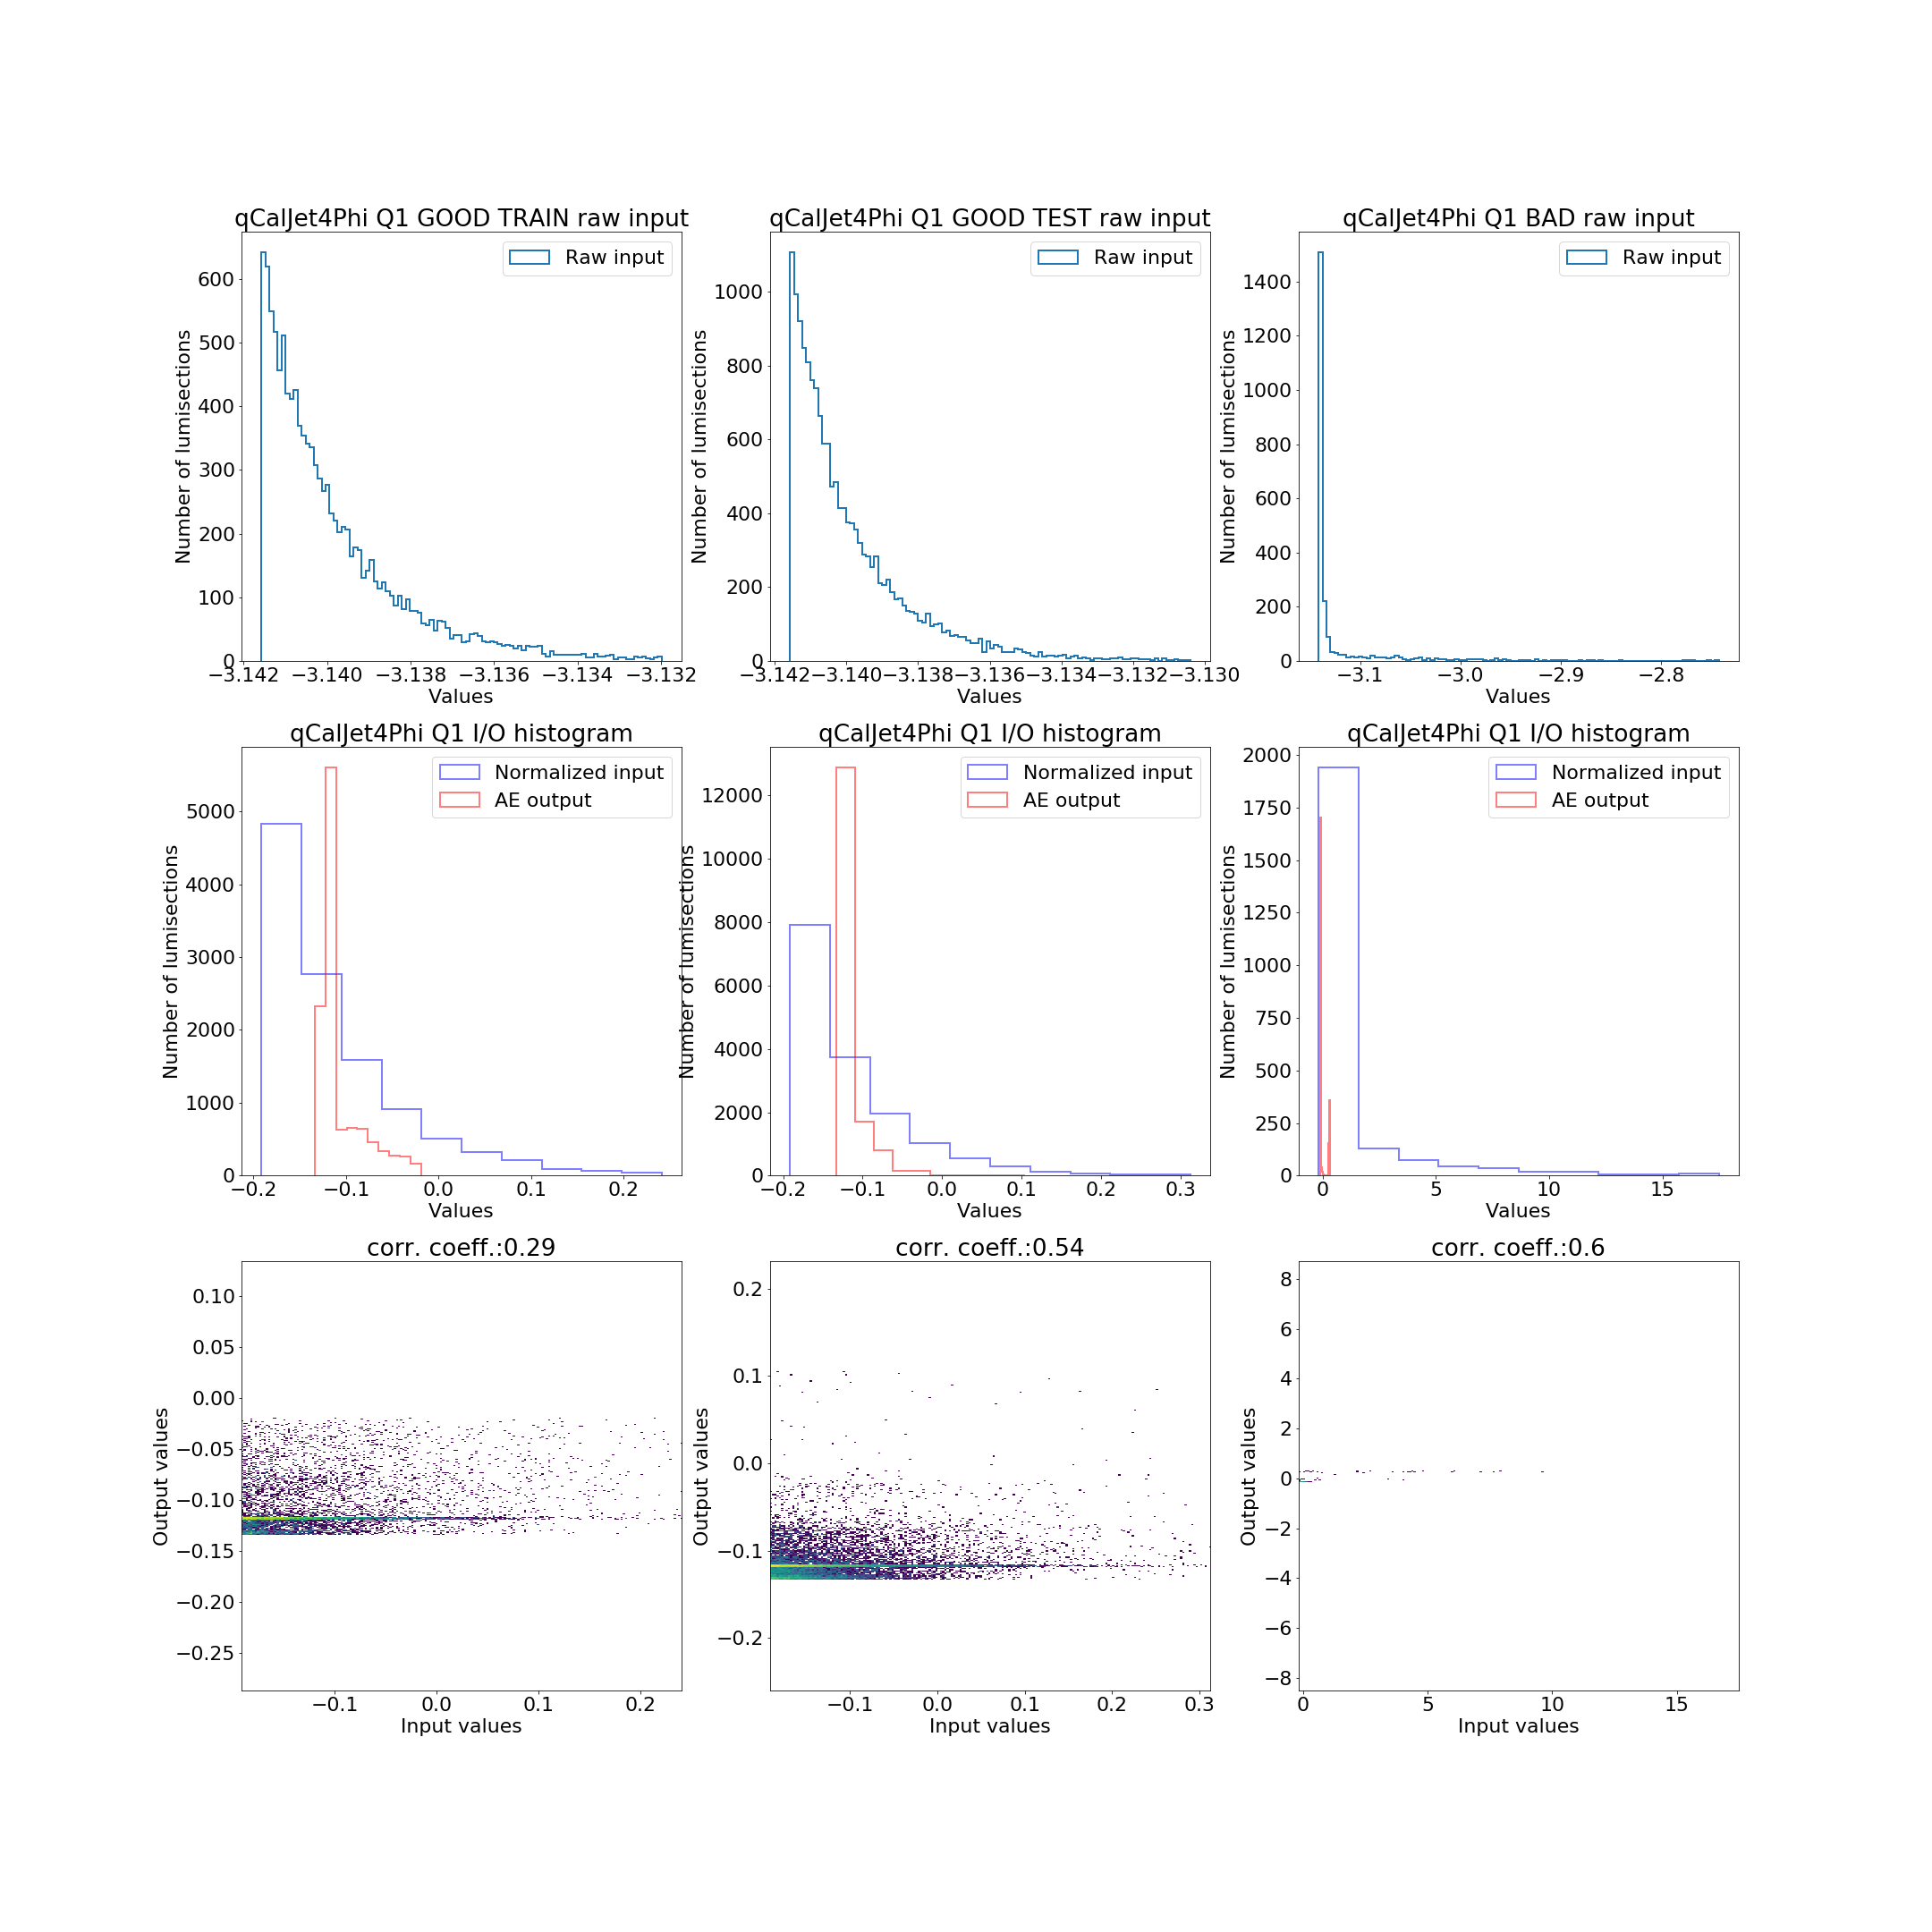 qCalJet4Phi Q1 GOOD TRAIN raw input
Raw input
Number of lumisections
600
500
400
300
200
100
0
−3.142 −3.140 −3.138 −3.136 −3.134 −3.132
Values
qCalJet4Phi Q1 GOOD TEST raw input
Raw input
Number of lumisections
1000
800
600
400
200
0
−3.142 −3.140 −3.138 −3.136 −3.134 −3.132 −3.130
Values
qCalJet4Phi Q1 BAD raw input
Raw input
Number of lumisections
1400
1200
1000
800
600
400
200
0
−3.1 −3.0 −2.9 −2.8
Values
qCalJet4Phi Q1 I/O histogram
Normalized input
AE output
Number of lumisections
5000
4000
3000
2000
1000
0
−0.2 −0.1 0.0 0.1 0.2
Values
qCalJet4Phi Q1 I/O histogram
Normalized input
AE output
Number of lumisections
12000
10000
8000
6000
4000
2000
0
−0.2 −0.1 0.0 0.1 0.2 0.3
Values
qCalJet4Phi Q1 I/O histogram
Normalized input
AE output
Number of lumisections
2000
1750
1500
1250
1000
750
500
250
0
0 5 10 15
Values
corr. coeff.:0.29
Output values
0.10
0.05
0.00
−0.05
−0.10
−0.15
−0.20
−0.25
−0.1 0.0 0.1 0.2
Input values
corr. coeff.:0.54
Output values
0.2
0.1
0.0
−0.1
−0.2
−0.1 0.0 0.1 0.2 0.3
Input values
corr. coeff.:0.6
Output values
8
6
4
2
0
−2
−4
−6
−8
0 5 10 15
Input values